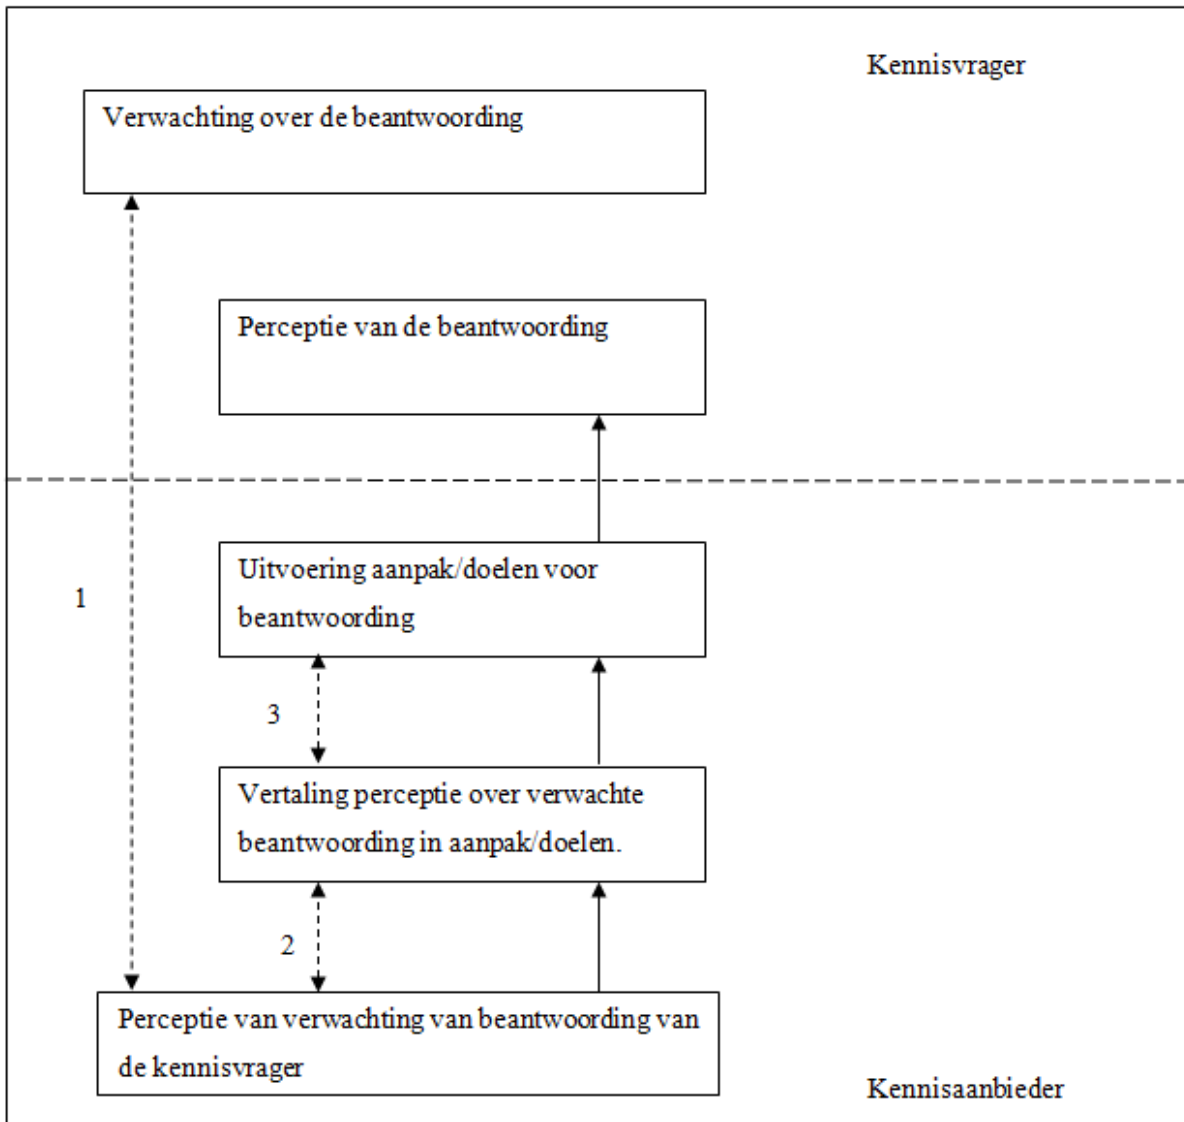 Kennisvrager
Verwachting over de beantwoording
Perceptie van de beantwoording
Uitvoering aanpak/doelen voor
beantwoording
1
3
Vertaling perceptie over verwachte
beantwoording in aanpak/doelen.
2
Perceptie van verwachting van beantwoording van
de kennisvrager
Kennisaanbieder